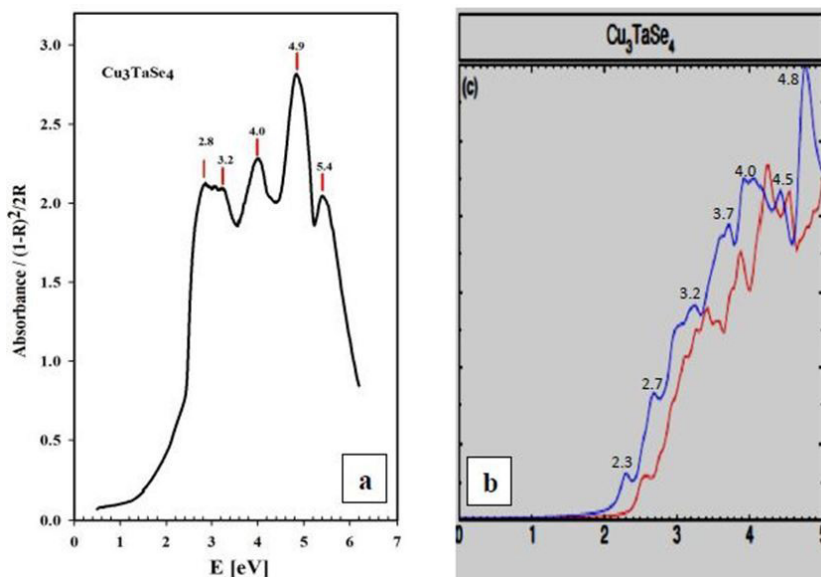 3.0
2.5
2.0
1.5
1.0
0.5
0.0
Absorbance / (1-R)²/2R
Cu₃TaSe₄
2.8
3.2
4.0
4.9
5.4
a
0 1 2 3 4 5 6 7
E [eV]
Cu₃TaSe₄
(c)
2.3
2.7
3.2
3.7
4.0
4.5
4.8
b
0 1 2 3 4 5